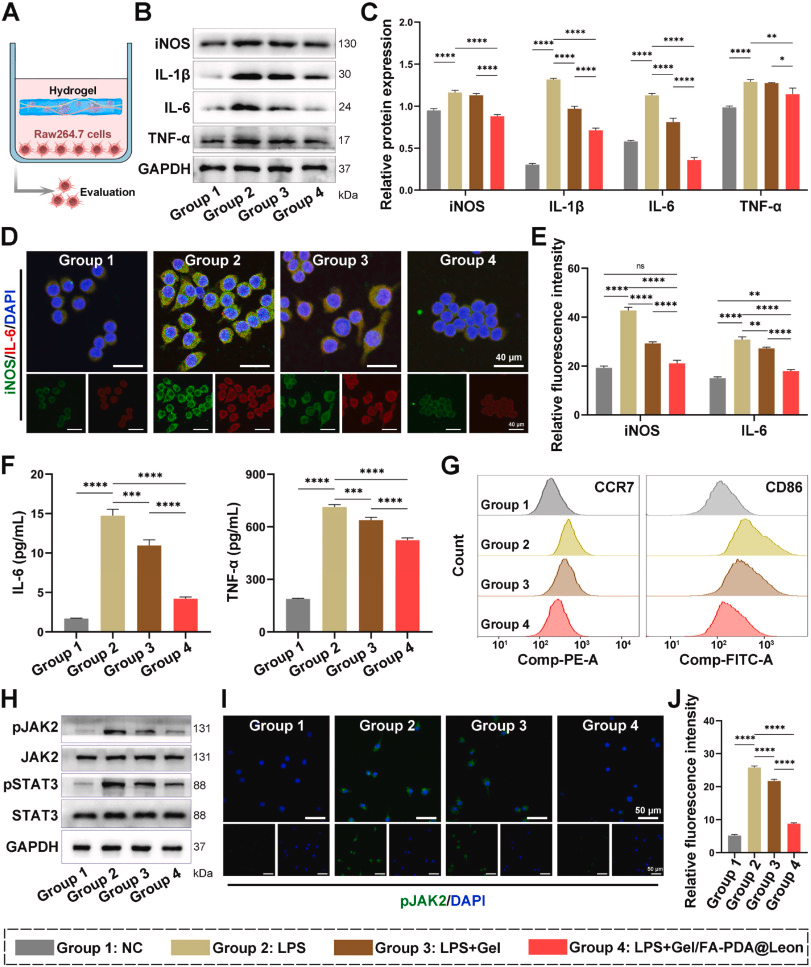 A
Hydrogel
Raw264.7 cells
Evaluation
B
iNOS 130
IL-1β 30
IL-6 24
TNF-α 17
GAPDH 37
kDa
Group 1 Group 2 Group 3 Group 4
C
Relative protein expression
1.5
1.0
0.5
0.0
**** **** ****
**** **** **** ****
**** **** **** ****
**** ** *
iNOS IL-1β IL-6 TNF-α
D
iNOS/IL-6/DAPI
Group 1 Group 2 Group 3 Group 4
40 μm
40 μm
E
Relative fluorescence intensity
60
40
20
0
ns
**** **** **** ****
**
**** **** ** ****
iNOS IL-6
F
IL-6 (pg/mL)
20
15
10
5
0
****
**** *** ****
Group 1 Group 2 Group 3 Group 4
TNF-α (pg/mL)
900
600
300
0
****
**** *** ****
Group 1 Group 2 Group 3 Group 4
G
Count
CCR7 CD86
Group 1
Group 2
Group 3
Group 4
10¹ 10² 10³ 10⁴
Comp-PE-A
10¹ 10² 10³
Comp-FITC-A
H
pJAK2 131
JAK2 131
pSTAT3 88
STAT3 88
GAPDH 37
kDa
Group 1 Group 2 Group 3 Group 4
I
Group 1 Group 2 Group 3 Group 4
50 μm
50 μm
pJAK2/DAPI
J
Relative fluorescence intensity
40
30
20
10
0
****
**** ****
****
Group 1 Group 2 Group 3 Group 4
Group 1: NC Group 2: LPS Group 3: LPS+Gel Group 4: LPS+Gel/FA-PDA@Leon